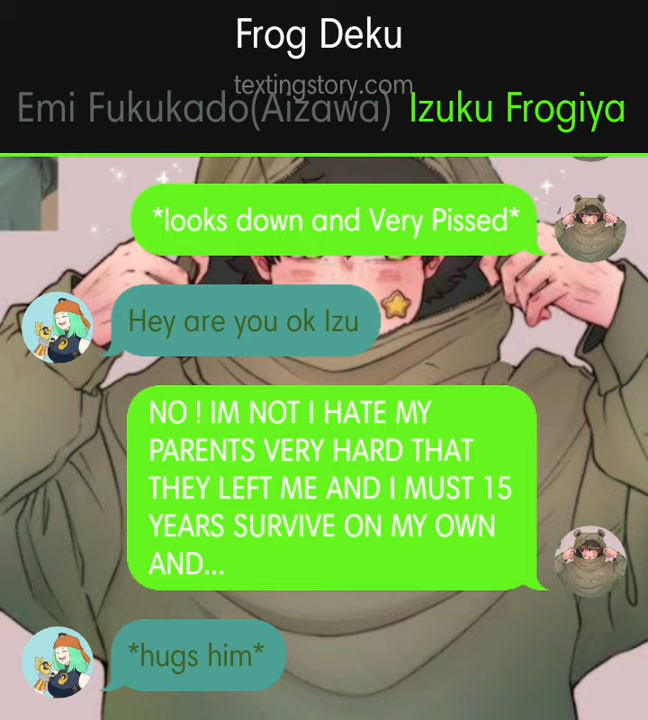 Frog Deku
textingstory.com
Emi Fukukado(Aizawa) Izuku Frogiya
*looks down and Very Pissed*
Hey are you ok Izu
NO ! IM NOT I HATE MY
PARENTS VERY HARD THAT
THEY LEFT ME AND I MUST 15
YEARS SURVIVE ON MY OWN
AND...
*hugs him*